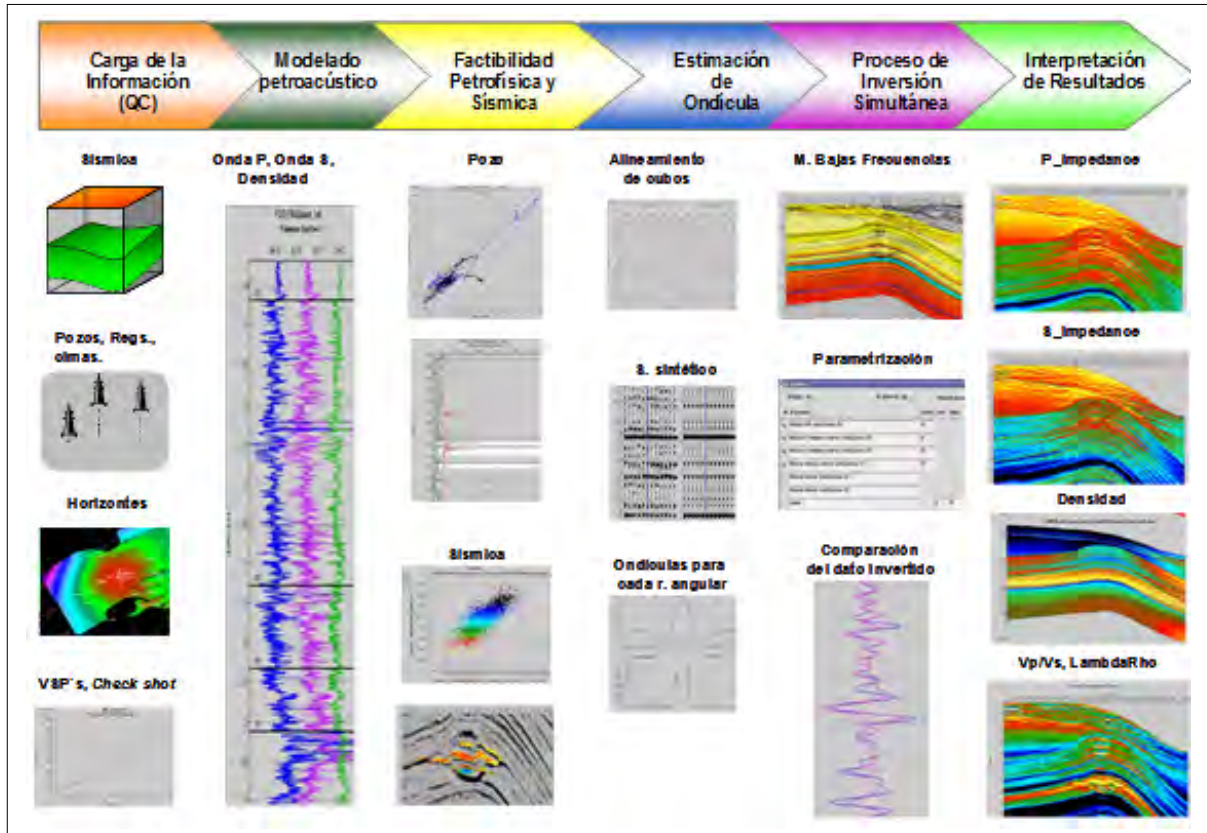 Carga de la
Información
(QC)
Modelado
petroacústico
Factibilidad
Petrofísica y
Sísmica
Estimación
de
Ondícula
Proceso de
Inversión
Simultánea
Interpretación
de Resultados
Sísmica
Pozos, Regs.,
cimas.
Horizontes
VSP´s, Check shot
Onda P, Onda S,
Densidad
Pozo
Sísmica
Alineamiento
de cubos
S. sintético
Ondículas para
cada r. angular
M. Bajas Frecuencias
Parametrización
Comparación
del dato invertido
P_Impedance
S_Impedance
Densidad
Vp/Vs, LambdaRho